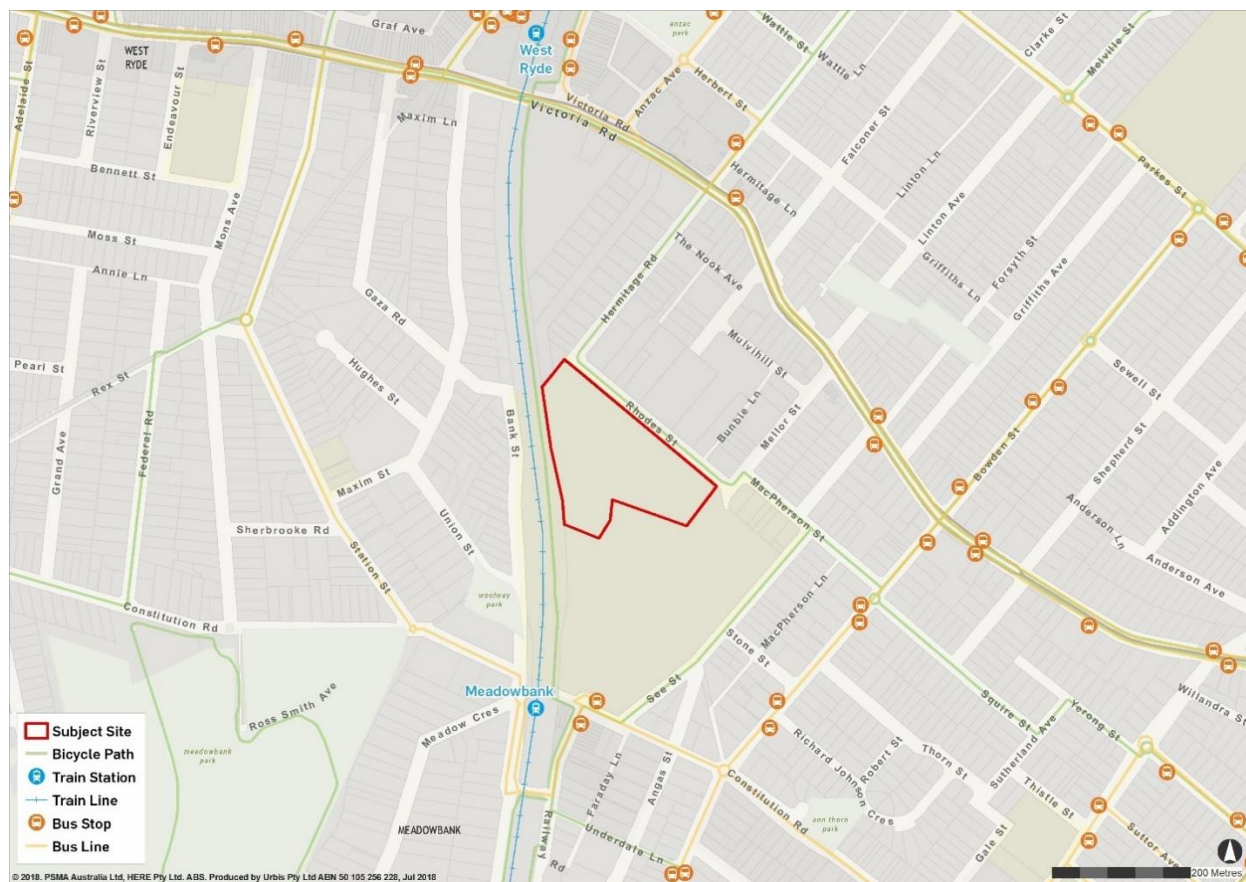 Graf Ave
anzac
park
Wattle St
Wattle Ln
Clarke St
Melville St
WEST
RYDE
West
Ryde
Adelaide St
Riverview St
Endeavour St
Maxim Ln
Victoria Rd
Victoria Rd
Anzac Ave
Herbert St
Falconer St
Linton Ln
Parkes St
Bennett St
Mons Ave
Moss St
Annie Ln
Hermitage Ln
Linton Ave
Forsyth St
Griffiths Ave
Griffiths Ln
The Nook Ave
Hermitage Rd
Gaza Rd
Mulvihill St
Pearl St
Rex St
Hughes St
Bank St
Rhodes St
Bunbie Ln
Mellor St
Sewell St
Bowden St
Shepherd St
Addington Ave
Grand Ave
Federal Rd
Maxim St
MacPherson St
Anderson Ln
Anderson Ave
Sherbrooke Rd
Union St
Station St
woolway
park
MacPherson Ln
Stone St
Constitution Rd
Ross Smith Ave
Meadowbank
See St
Squire St
Yerong St
Willandra St
Sutherland Ave
Meadow Cres
meadowbank
park
Richard Johnson Cres
Robert St
Thorn St
Thistle St
Faraday Ln
Angas St
Constitution Rd
ann thorn
park
Gale St
Suttor Ave
MEADOWBANK
Railway Rd
Underdale Ln
Subject Site
Bicycle Path
Train Station
Train Line
Bus Stop
Bus Line
200 Metres
© 2018. PSMA Australia Ltd, HERE Pty Ltd. ABS. Produced by Urbis Pty Ltd ABN 50 105 256 228, Jul 2018